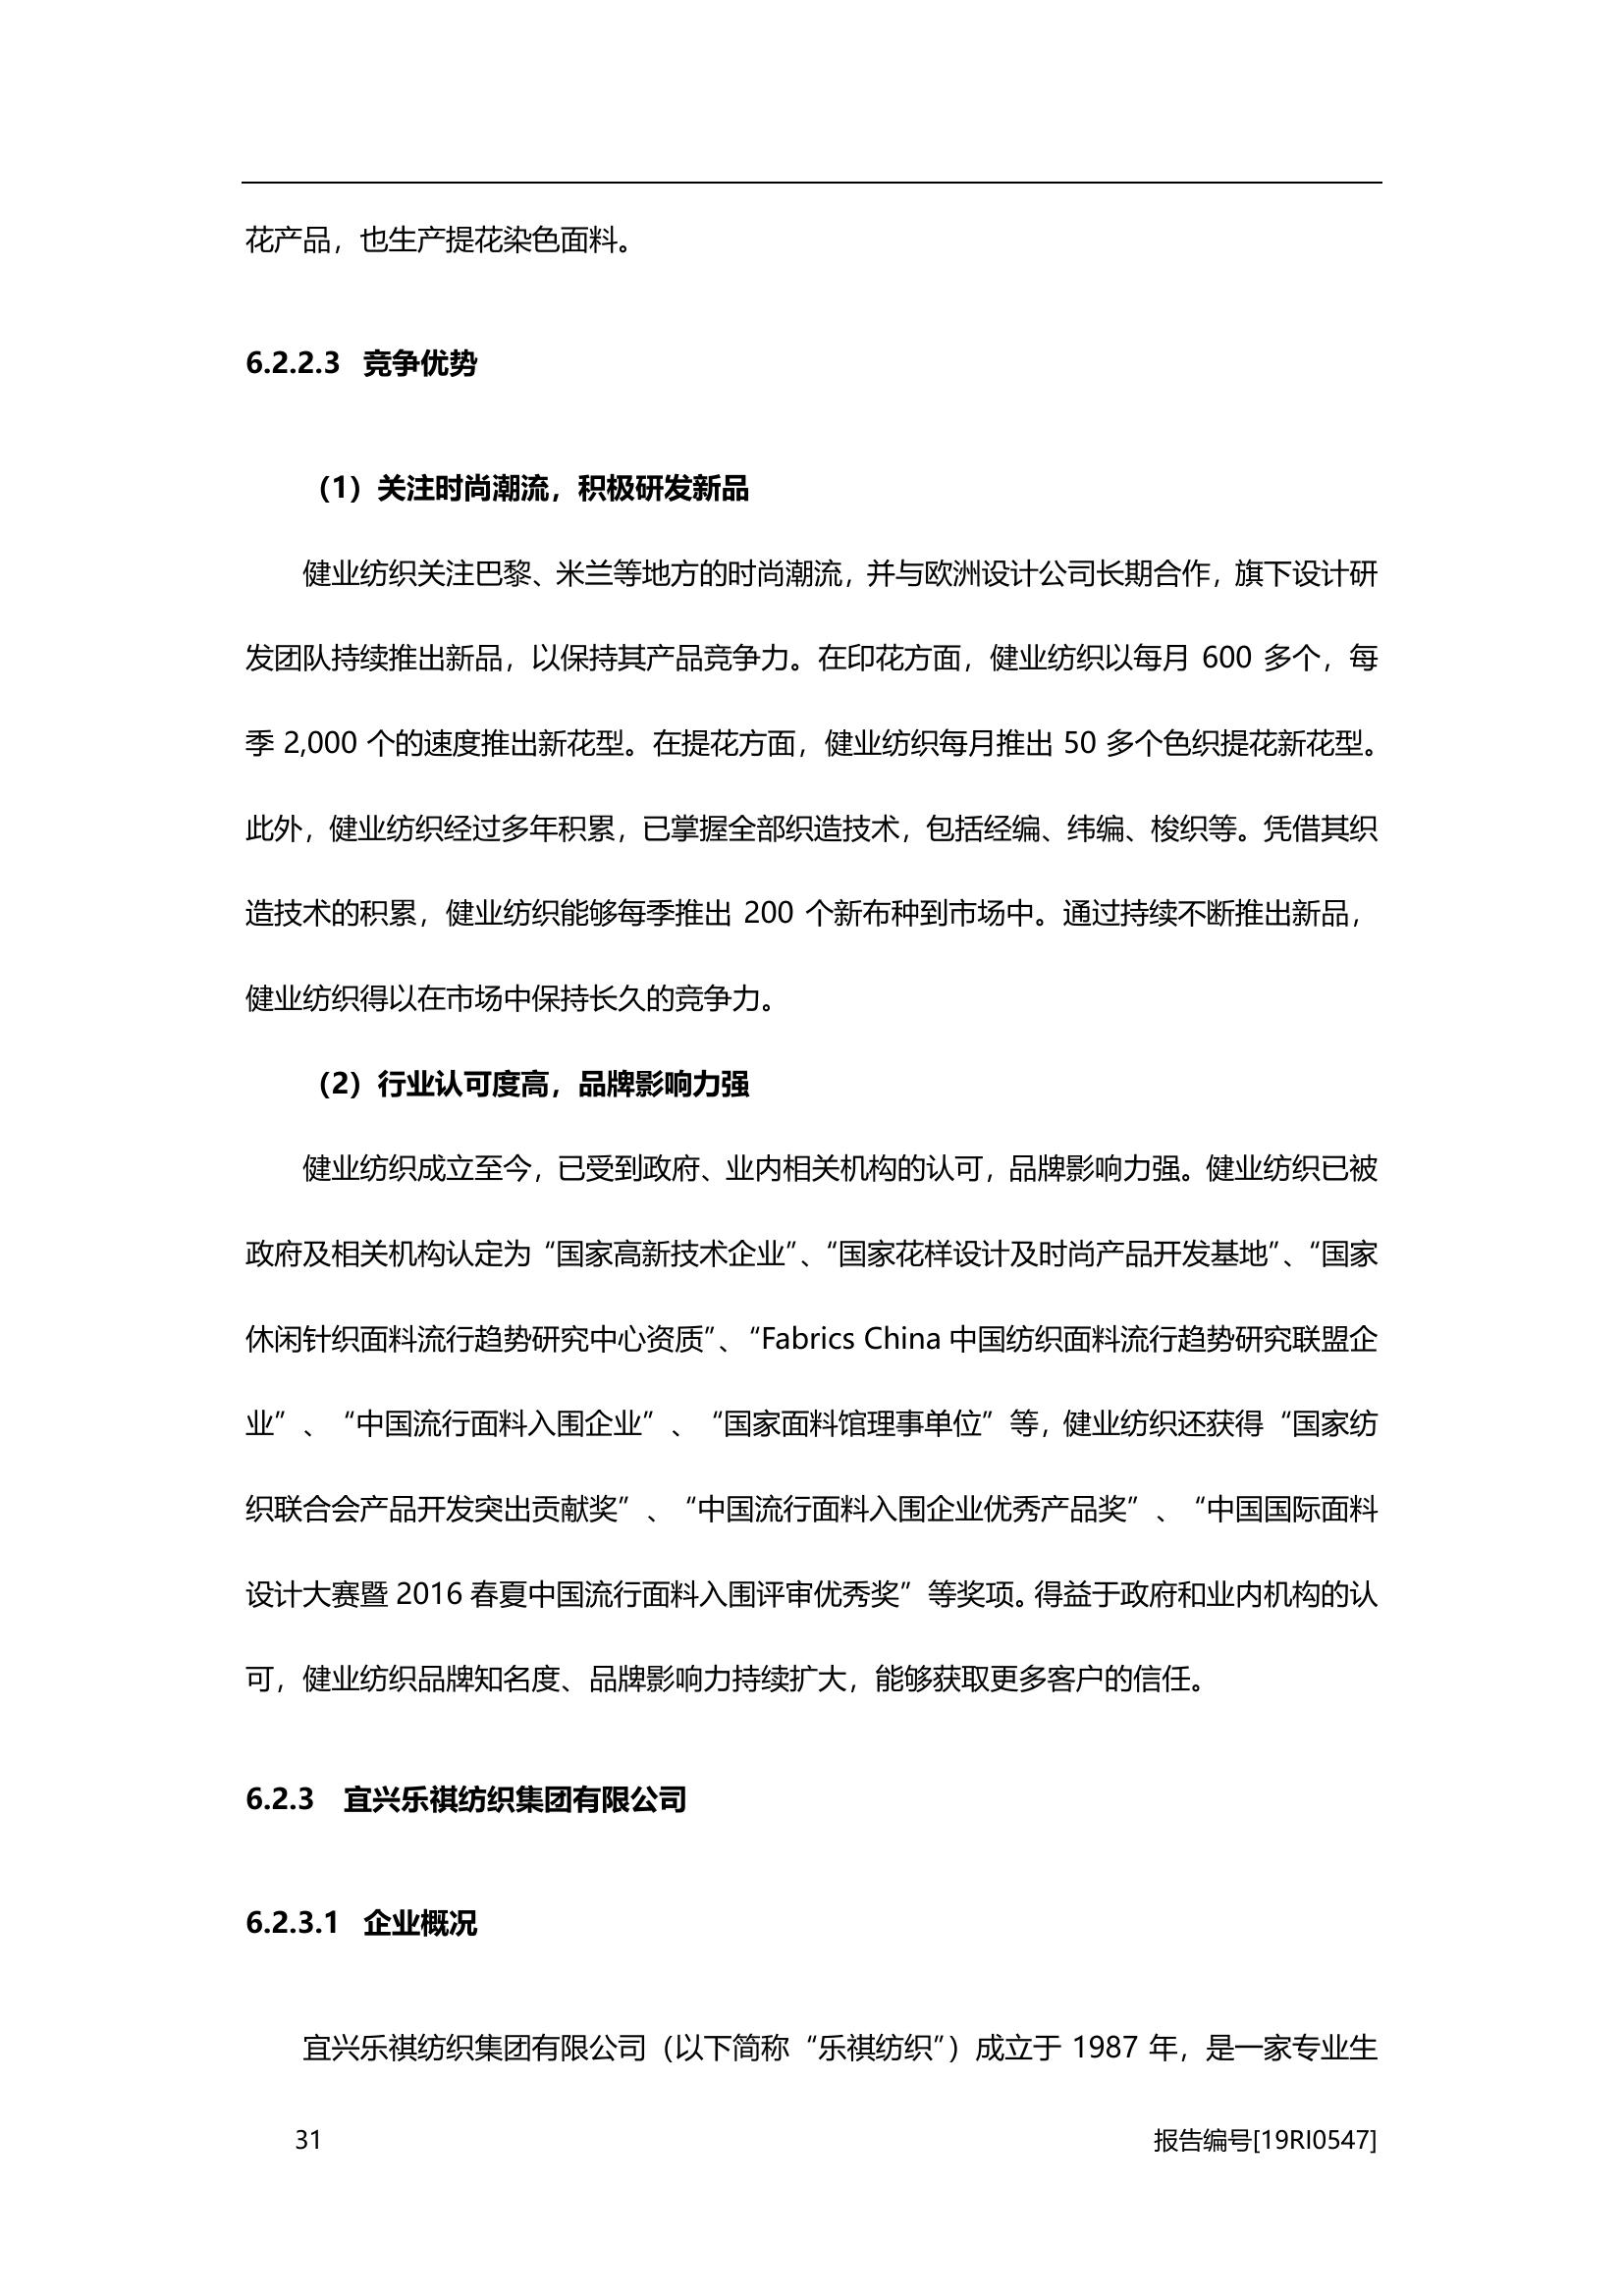 花产品，也生产提花染色面料。
6.2.2.3 竞争优势
（1）关注时尚潮流，积极研发新品
健业纺织关注巴黎、米兰等地方的时尚潮流，并与欧洲设计公司长期合作，旗下设计研
发团队持续推出新品，以保持其产品竞争力。在印花方面，健业纺织以每月 600 多个，每
季 2,000 个的速度推出新花型。在提花方面，健业纺织每月推出 50 多个色织提花新花型。
此外，健业纺织经过多年积累，已掌握全部织造技术，包括经编、纬编、梭织等。凭借其织
造技术的积累，健业纺织能够每季推出 200 个新布种到市场中。通过持续不断推出新品，
健业纺织得以在市场中保持长久的竞争力。
（2）行业认可度高，品牌影响力强
健业纺织成立至今，已受到政府、业内相关机构的认可，品牌影响力强。健业纺织已被
政府及相关机构认定为“国家高新技术企业”、“国家花样设计及时尚产品开发基地”、“国家
休闲针织面料流行趋势研究中心资质”、“Fabrics China 中国纺织面料流行趋势研究联盟企
业”、“中国流行面料入围企业”、“国家面料馆理事单位”等，健业纺织还获得“国家纺
织联合会产品开发突出贡献奖”、“中国流行面料入围企业优秀产品奖”、“中国国际面料
设计大赛暨 2016 春夏中国流行面料入围评审优秀奖”等奖项。得益于政府和业内机构的认
可，健业纺织品牌知名度、品牌影响力持续扩大，能够获取更多客户的信任。
6.2.3 宜兴乐祺纺织集团有限公司
6.2.3.1 企业概况
宜兴乐祺纺织集团有限公司（以下简称“乐祺纺织”）成立于 1987 年，是一家专业生
31
报告编号[19RI0547]